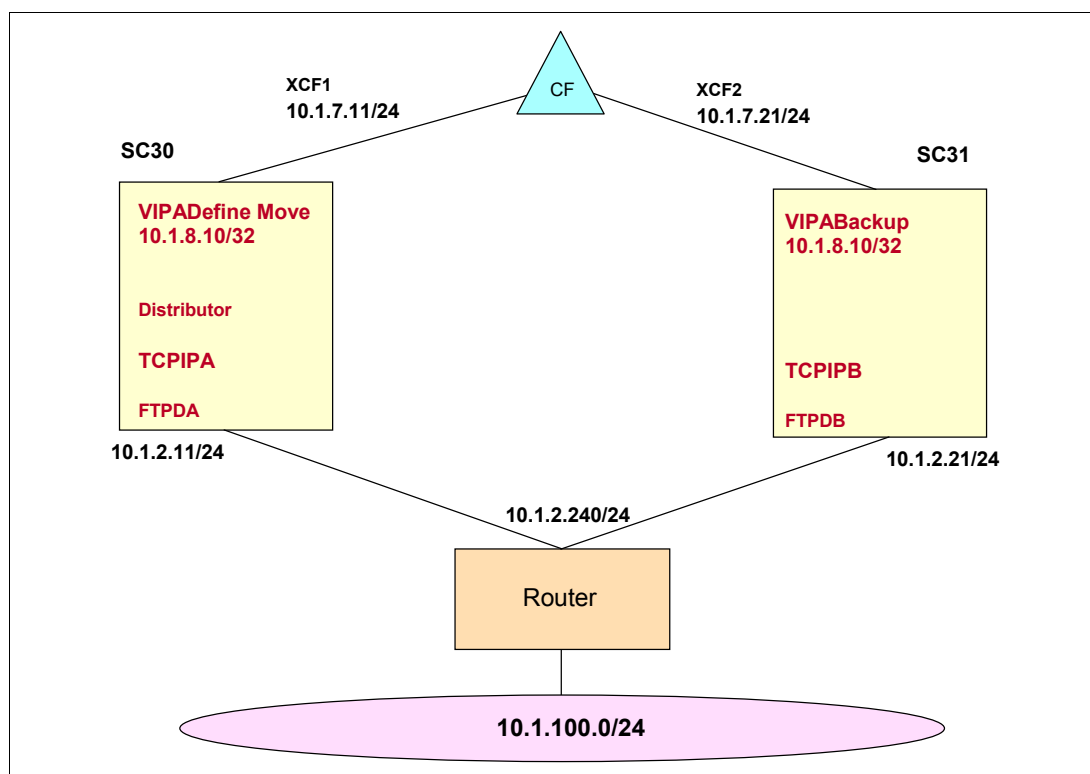 CF
XCF1
10.1.7.11/24
XCF2
10.1.7.21/24
SC30
SC31
VIPADefine Move
10.1.8.10/32
Distributor
TCPIPA
FTPDA
VIPABackup
10.1.8.10/32
TCPIPB
FTPDB
10.1.2.11/24
10.1.2.21/24
10.1.2.240/24
Router
10.1.100.0/24